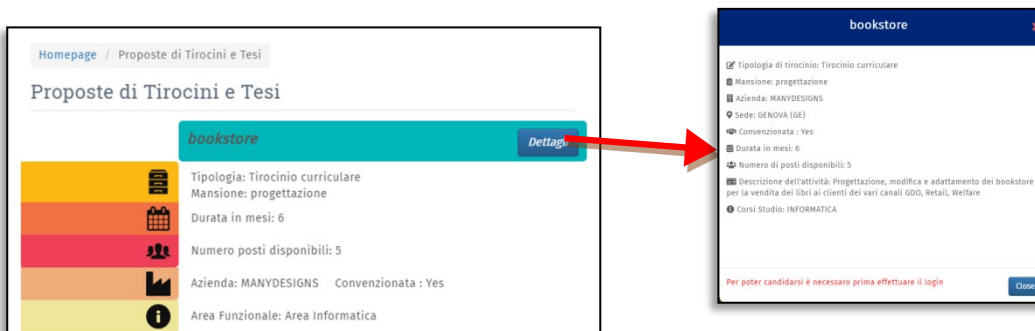 Homepage / Proposte di Tirocini e Tesi
Proposte di Tirocini e Tesi
bookstore
Dettagli
Tipologia: Tirocinio curriculare
Mansione: progettazione
Durata in mesi: 6
Numero posti disponibili: 5
Azienda: MANYDESIGNS Convenzionata : Yes
Area Funzionale: Area Informatica
bookstore
Tipologia di tirocinio: Tirocinio curriculare
Mansione: progettazione
Azienda: MANYDESIGNS
Sede: GENOVA (GE)
Convenzionata : Yes
Durata in mesi: 6
Numero di posti disponibili: 5
Descrizione dell'attività: Progettazione, modifica e adattamento dei bookstore
per la vendita dei libri ai clienti dei vari canali GDO, Retail, Welfare
Corsi Studio: INFORMATICA
Per poter candidarsi è necessario prima effettuare il login
Close